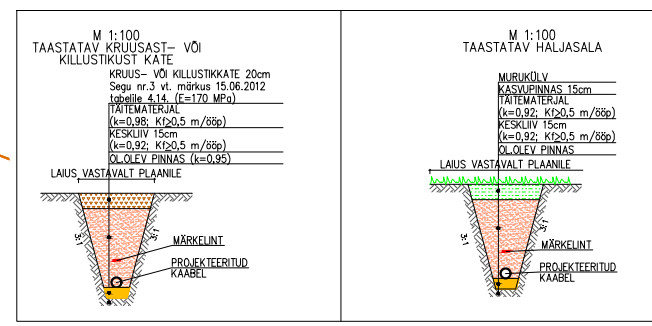 M 1:100
TAASTATAV KRUUSAST- VÕI
KILLUSTIKUST KATE
KRUUS- VÕI KILLUSTIKKATE 20cm
Segu nr.3 vt. märkus 15.06.2012
tabelile 4.14. (E=170 MPa)
TÄITEMATERJAL
(k=0,98; Kf≥0,5 m/ööp)
KESKLIIV 15cm
(k=0,92; Kf≥0,5 m/ööp)
OL.OLEV PINNAS (k=0,95)
LAIUS VASTAVALT PLAANILE
3:1
3:1
MÄRKELINT
PROJEKTEERITUD
KAABEL
M 1:100
TAASTATAV HALJASALA
MURUKÜLV
KASVUPINNAS 15cm
TÄITEMATERJAL
(k=0,92; Kf≥0,5 m/ööp)
KESKLIIV 15cm
(k=0,92; Kf≥0,5 m/ööp)
OL.OLEV PINNAS
LAIUS VASTAVALT PLAANILE
3:1
3:1
MÄRKELINT
PROJEKTEERITUD
KAABEL